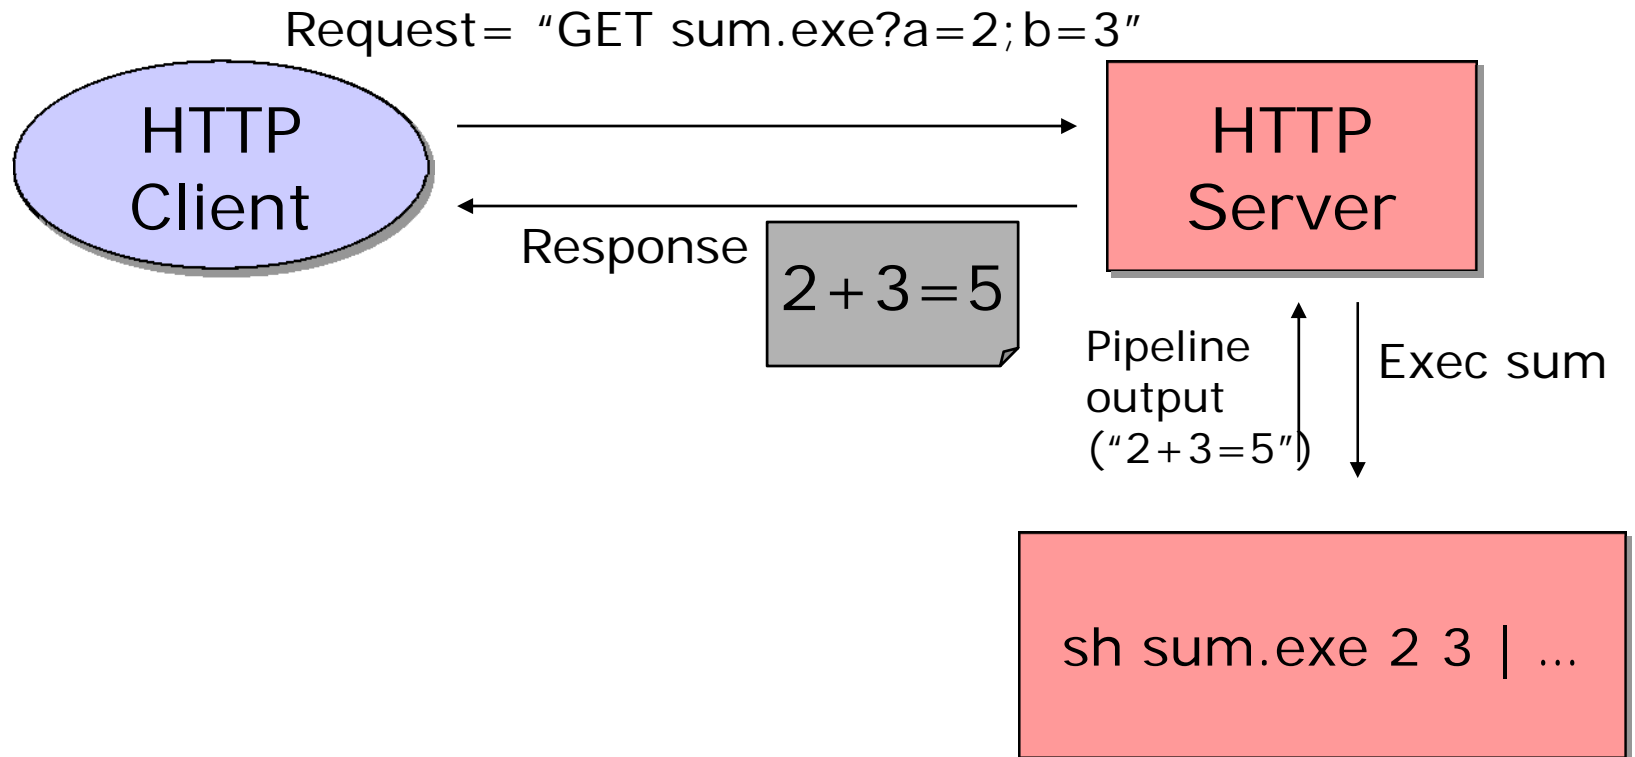 Request= “GET sum.exe?a=2;b=3”
HTTP
Client
HTTP
Server
Response
2+3=5
Pipeline
output
(“2+3=5”)
Exec sum
sh sum.exe 2 3 | ...